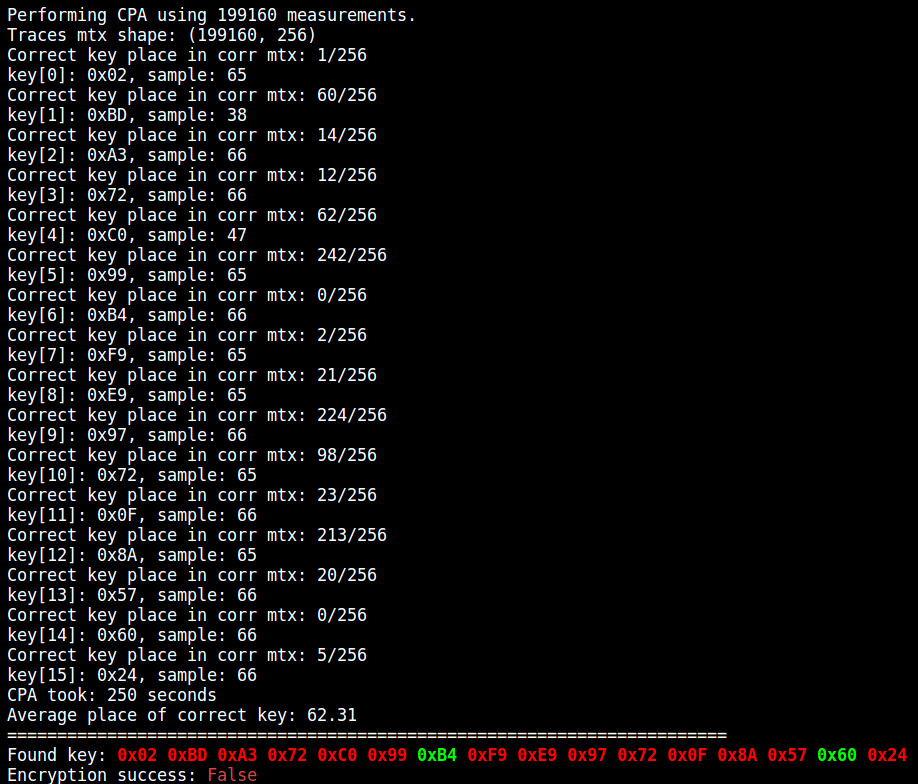 Performing CPA using 199160 measurements.
Traces mtx shape: (199160, 256)
Correct key place in corr mtx: 1/256
key[0]: 0x02, sample: 65
Correct key place in corr mtx: 60/256
key[1]: 0xBD, sample: 38
Correct key place in corr mtx: 14/256
key[2]: 0xA3, sample: 66
Correct key place in corr mtx: 12/256
key[3]: 0x72, sample: 66
Correct key place in corr mtx: 62/256
key[4]: 0xC0, sample: 47
Correct key place in corr mtx: 242/256
key[5]: 0x99, sample: 65
Correct key place in corr mtx: 0/256
key[6]: 0xB4, sample: 66
Correct key place in corr mtx: 2/256
key[7]: 0xF9, sample: 65
Correct key place in corr mtx: 21/256
key[8]: 0xE9, sample: 65
Correct key place in corr mtx: 224/256
key[9]: 0x97, sample: 66
Correct key place in corr mtx: 98/256
key[10]: 0x72, sample: 65
Correct key place in corr mtx: 23/256
key[11]: 0x0F, sample: 66
Correct key place in corr mtx: 213/256
key[12]: 0x8A, sample: 65
Correct key place in corr mtx: 20/256
key[13]: 0x57, sample: 66
Correct key place in corr mtx: 0/256
key[14]: 0x60, sample: 66
Correct key place in corr mtx: 5/256
key[15]: 0x24, sample: 66
CPA took: 250 seconds
Average place of correct key: 62.31
========================================================================
Found key: 0x02 0xBD 0xA3 0x72 0xC0 0x99 0xB4 0xF9 0xE9 0x97 0x72 0x0F 0x8A 0x57 0x60 0x24
Encryption success: False